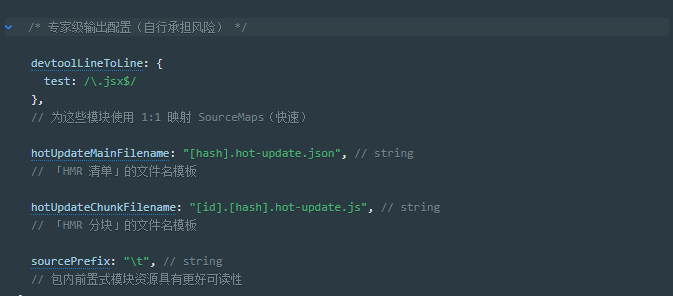 /* 专家级输出配置（自行承担风险） */
devtoolLineToLine: {
test: /\.jsx$/
},
// 为这些模块使用 1:1 映射 SourceMaps（快速）
hotUpdateMainFilename: "[hash].hot-update.json", // string
// 「HMR 清单」的文件名模板
hotUpdateChunkFilename: "[id].[hash].hot-update.js", // string
// 「HMR 分块」的文件名模板
sourcePrefix: "\t", // string
// 包内前置式模块资源具有更好可读性